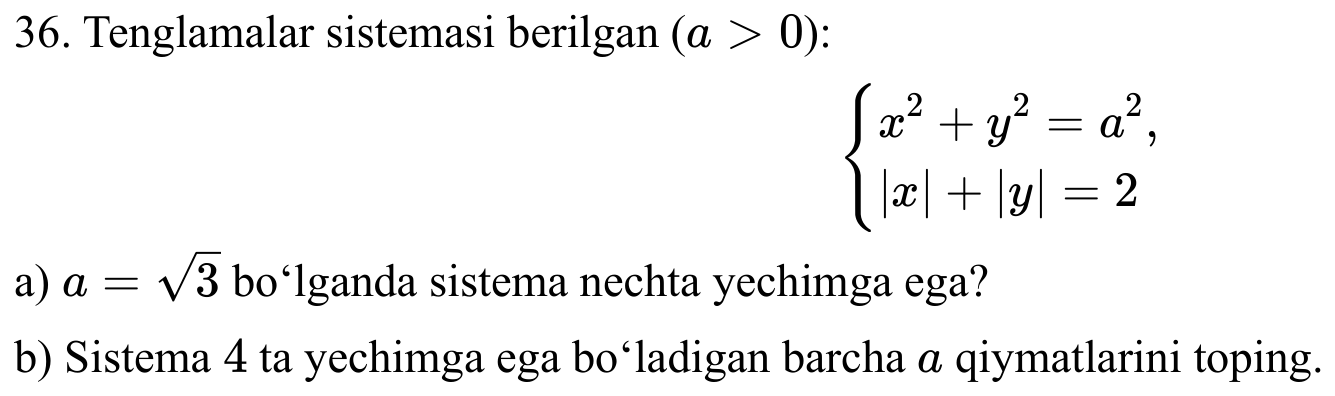 36. Tenglamalar sistemasi berilgan (a > 0):
{ x² + y² = a²,
|x| + |y| = 2
a) a = √3 bo‘lganda sistema nechta yechimga ega?
b) Sistema 4 ta yechimga ega bo‘ladigan barcha a qiymatlarini toping.